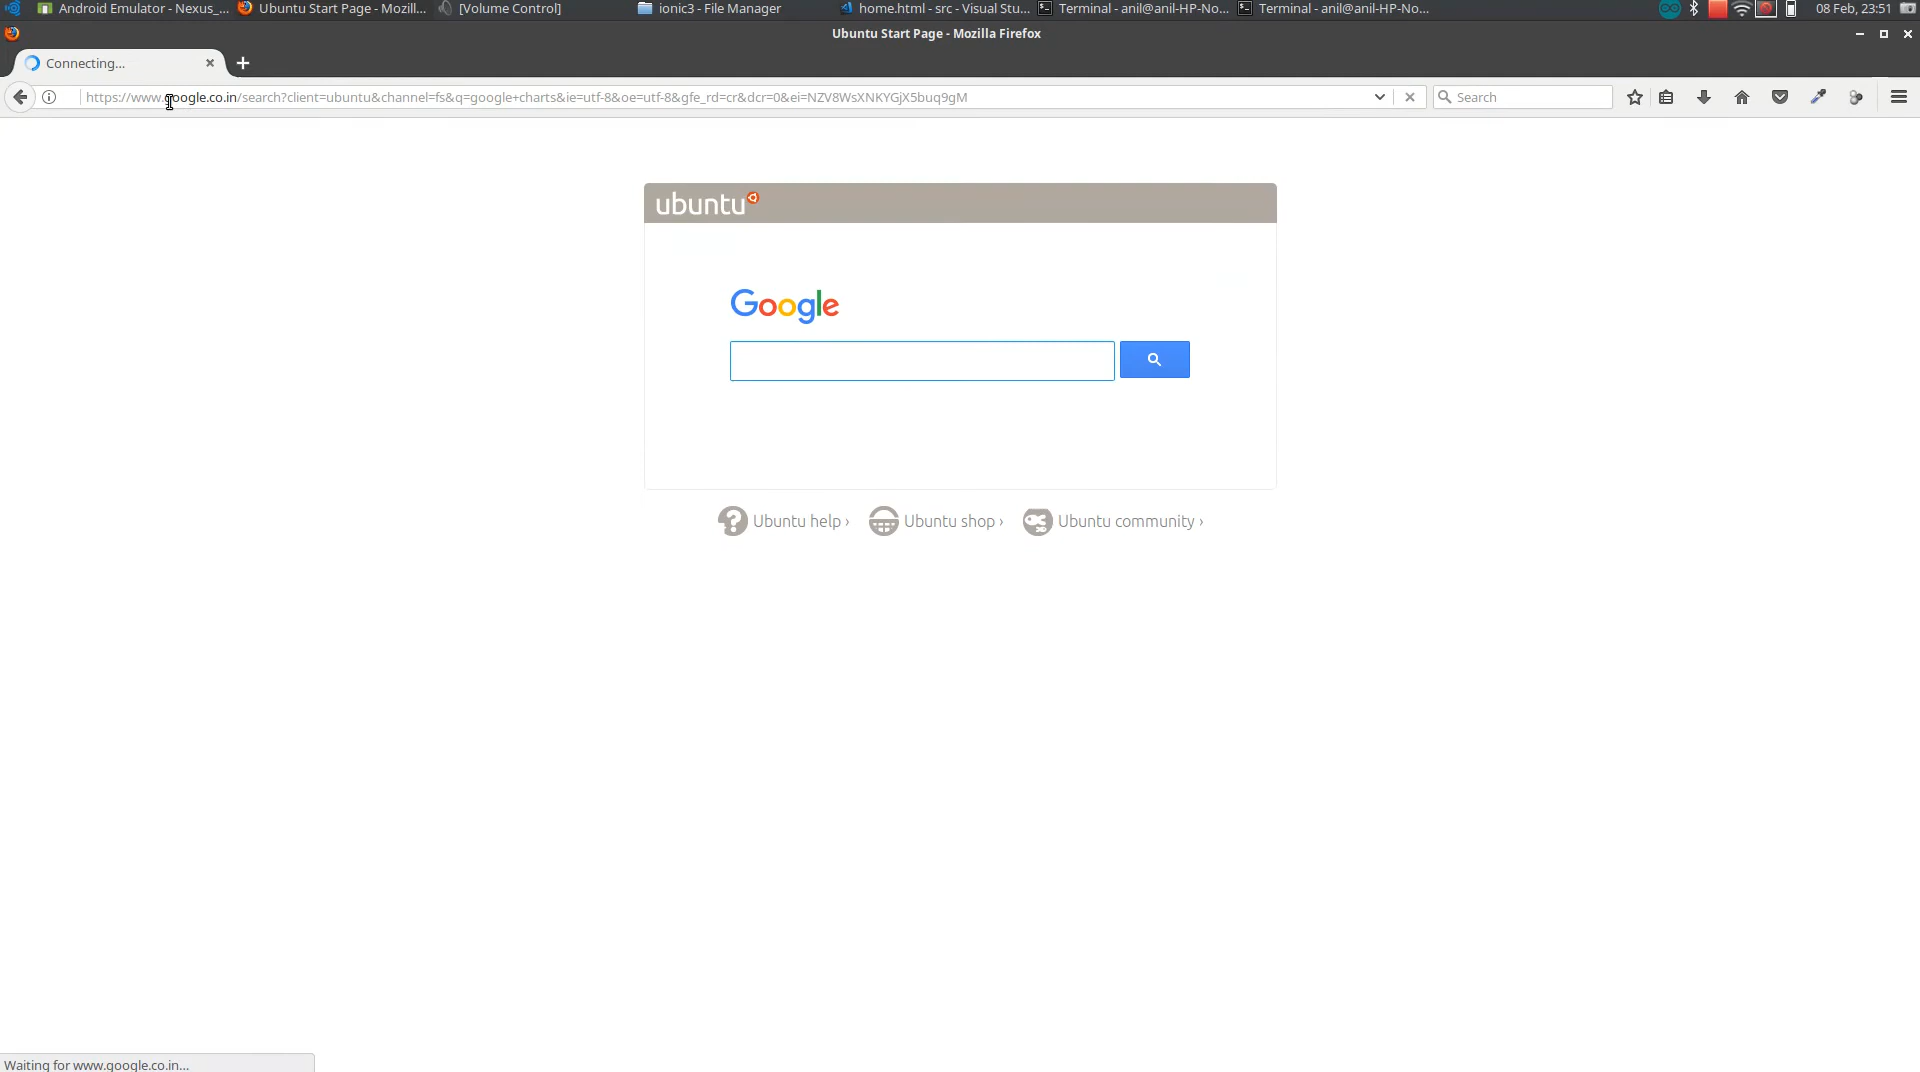 Android Emulator - Nexus_... Ubuntu Start Page - Mozill... [Volume Control] ionic3 - File Manager home.html - src - Visual Stu... Terminal - anil@anil-HP-No... Terminal - anil@anil-HP-No... 08 Feb, 23:51
Ubuntu Start Page - Mozilla Firefox
Connecting...
https://www.google.co.in/search?client=ubuntu&channel=fs&q=google+charts&ie=utf-8&oe=utf-8&gfe_rd=cr&dcr=0&ei=NZV8WsXNKYGjX5buq9gM Search
ubuntu
Google
Ubuntu help › Ubuntu shop › Ubuntu community ›
Waiting for www.google.co.in...